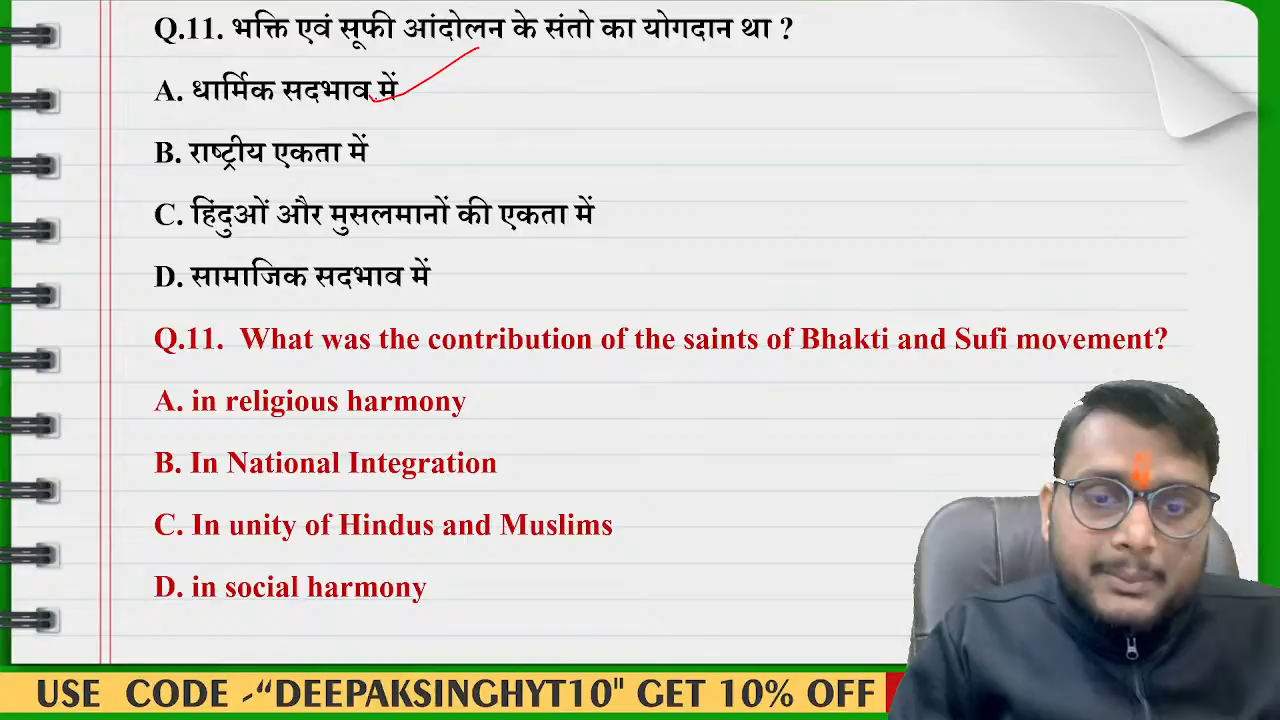 Q.11. भक्ति एवं सूफी आंदोलन के संतो का योगदान था ?
A. धार्मिक सदभाव में
B. राष्ट्रीय एकता में
C. हिंदुओं और मुसलमानों की एकता में
D. सामाजिक सदभाव में
Q.11. What was the contribution of the saints of Bhakti and Sufi movement?
A. in religious harmony
B. In National Integration
C. In unity of Hindus and Muslims
D. in social harmony
USE CODE -“DEEPAKSINGHYT10" GET 10% OFF